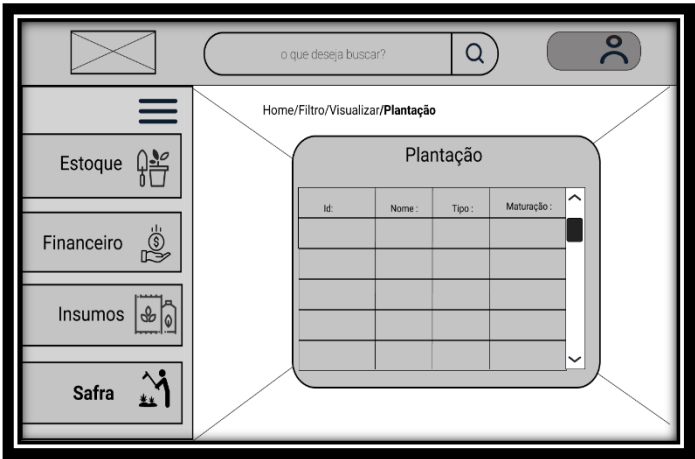 o que deseja buscar?
Home/Filtro/Visualizar/Plantação
Estoque
Financeiro
Insumos
Safra
Plantação
Id: Nome : Tipo : Maturação :